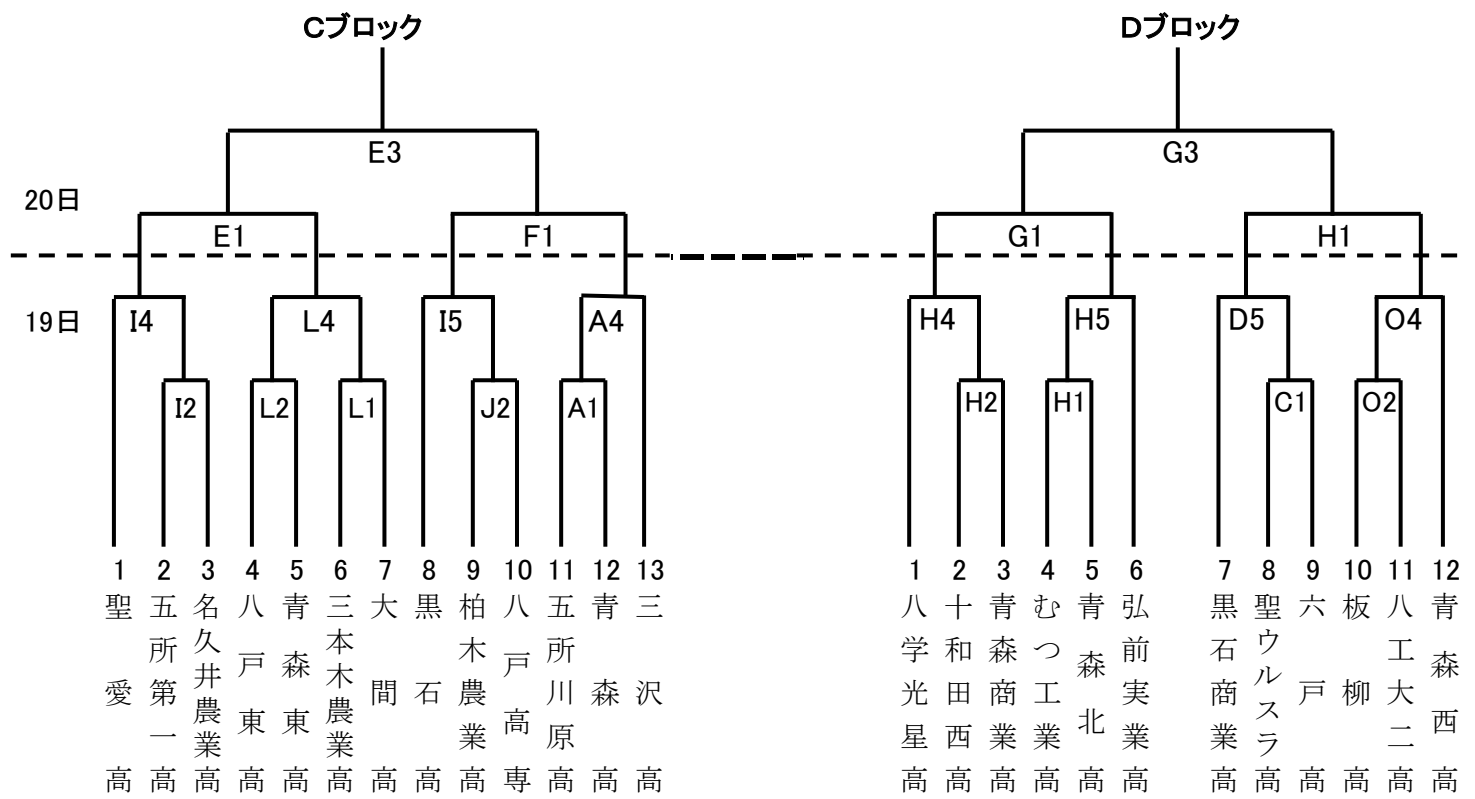 Cブロック
Dブロック
E3
G3
20日
E1
F1
G1
H1
19日
I4
L4
I5
A4
H4
H5
D5
O4
I2
L2
L1
J2
A1
H2
H1
C1
O2
1 2 3 4 5 6 7 8 9 10 11 12 13
聖愛高
五所第一高
名久井農業高
八戸東高
青森東高
三本木農業高
大間高
黒石高
柏木農業高
八戸高専
五所川原高
青森高
三沢高
1 2 3 4 5 6 7 8 9 10 11 12
八学光星高
十和田西高
青森商業高
むつ工業高
青森北高
弘前実業高
黒石商業高
聖ウルスラ高
六戸高
板柳高
八工大二高
青森西高